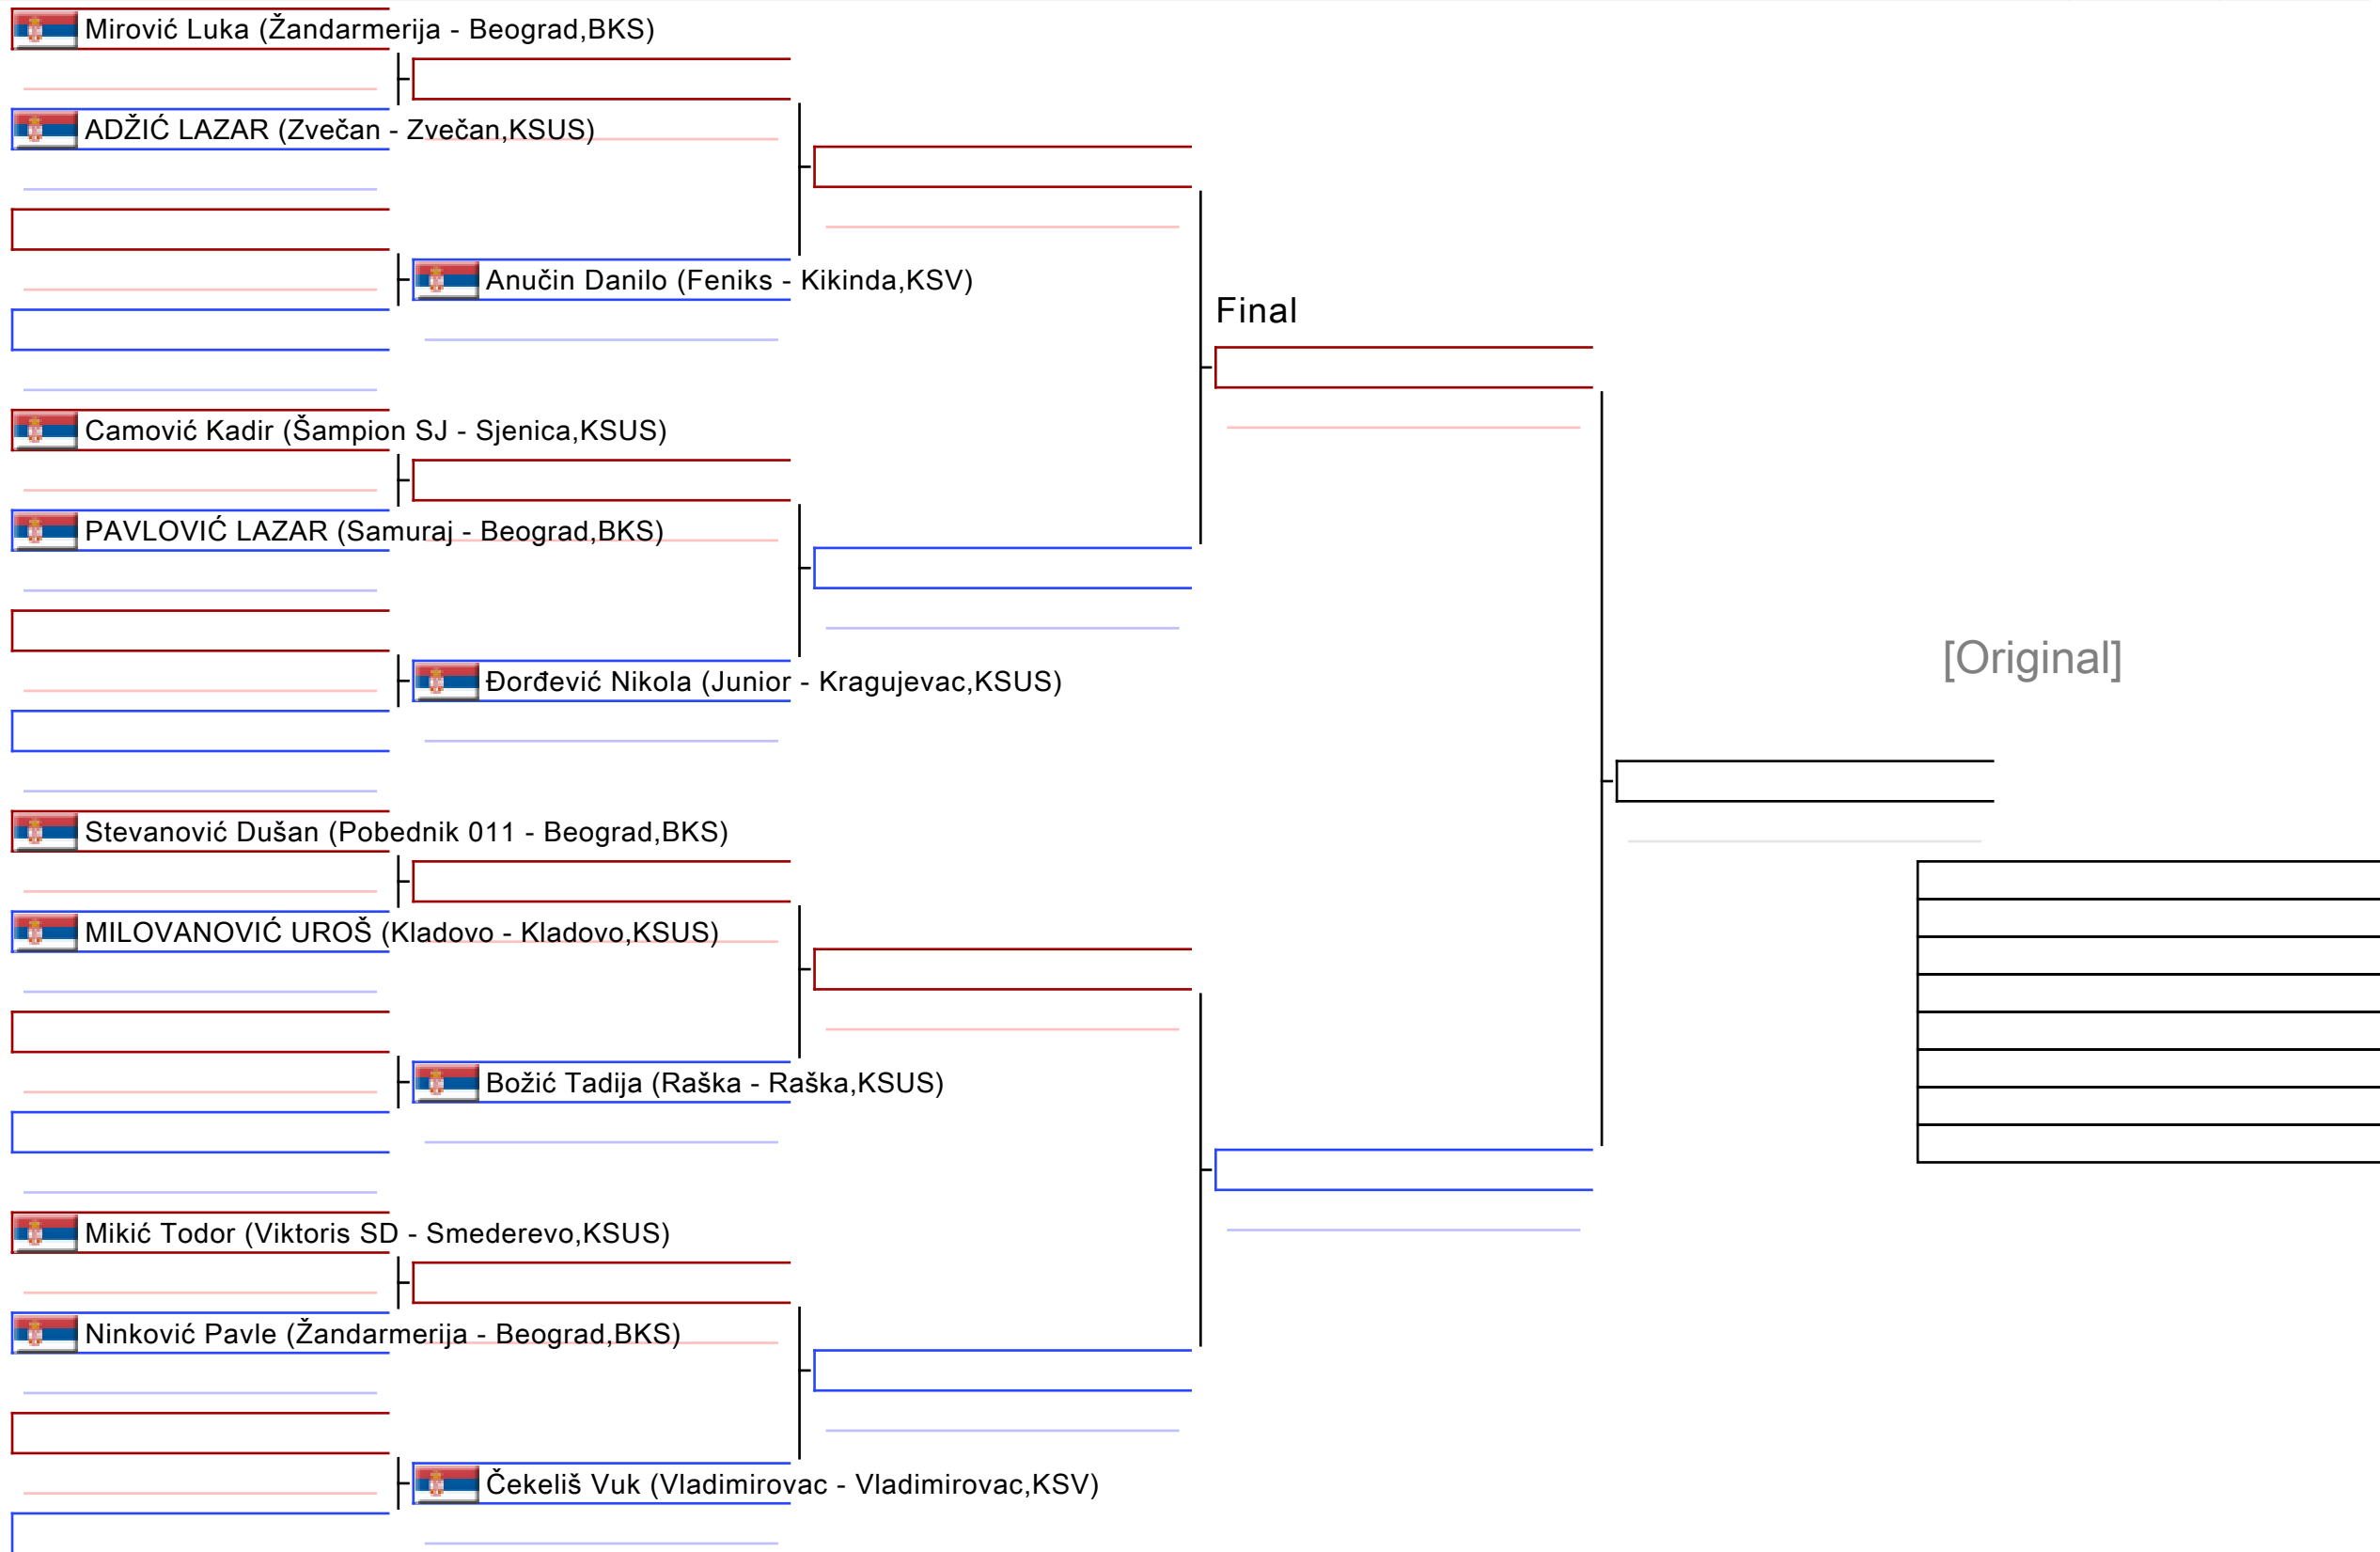 Mirović Luka (Žandarmerija - Beograd,BKS)
ADŽIĆ LAZAR (Zvečan - Zvečan,KSUS)
Anučin Danilo (Feniks - Kikinda,KSV)
Final
Camović Kadir (Šampion SJ - Sjenica,KSUS)
PAVLOVIĆ LAZAR (Samuraj - Beograd,BKS)
[Original]
Đorđević Nikola (Junior - Kragujevac,KSUS)
Stevanović Dušan (Pobednik 011 - Beograd,BKS)
MILOVANOVIĆ UROŠ (Kladovo - Kladovo,KSUS)
Božić Tadija (Raška - Raška,KSUS)
Mikić Todor (Viktoris SD - Smederevo,KSUS)
Ninković Pavle (Žandarmerija - Beograd,BKS)
Čekeliš Vuk (Vladimirovac - Vladimirovac,KSV)